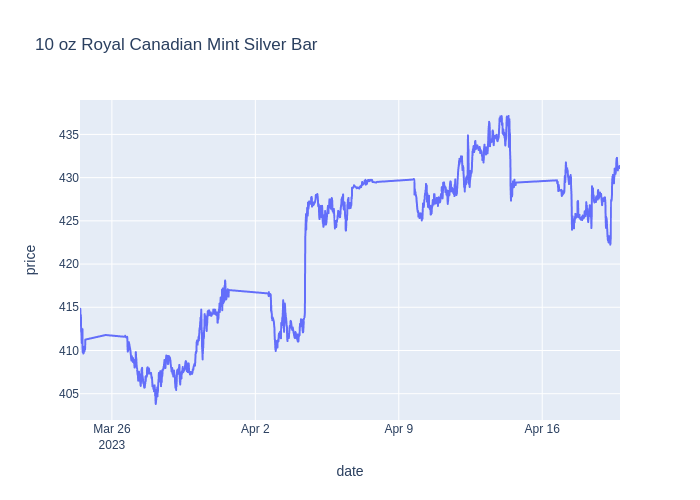 10 oz Royal Canadian Mint Silver Bar
435
430
425
420
415
410
405
price
Mar 26
2023
Apr 2
Apr 9
Apr 16
date